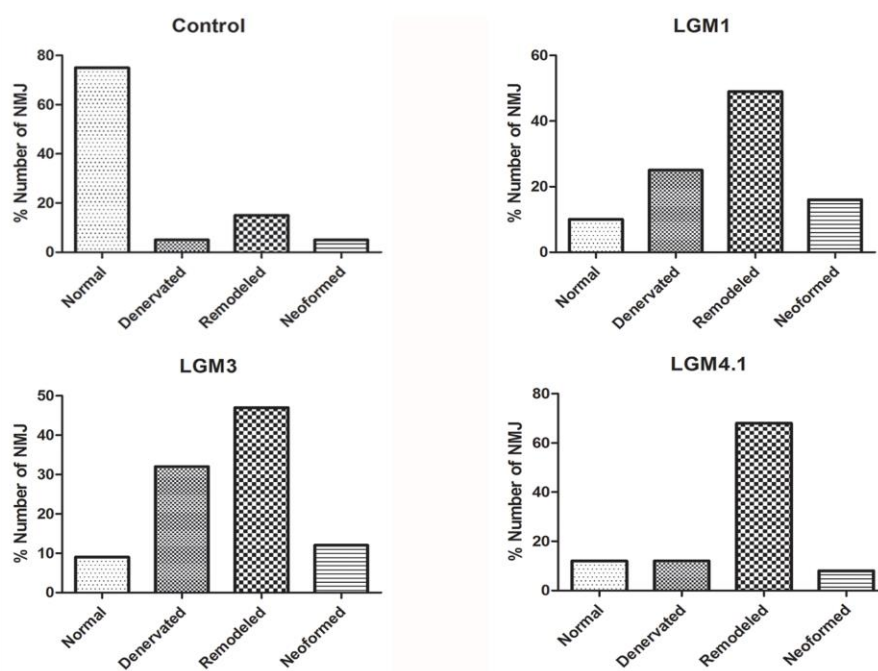 Control
% Number of NMJ
80
60
40
20
0
Normal
Denervated
Remodeled
Neoformed
LGM1
% Number of NMJ
60
40
20
0
Normal
Denervated
Remodeled
Neoformed
LGM3
% Number of NMJ
50
40
30
20
10
0
Normal
Denervated
Remodeled
Neoformed
LGM4.1
% Number of NMJ
80
60
40
20
0
Normal
Denervated
Remodeled
Neoformed